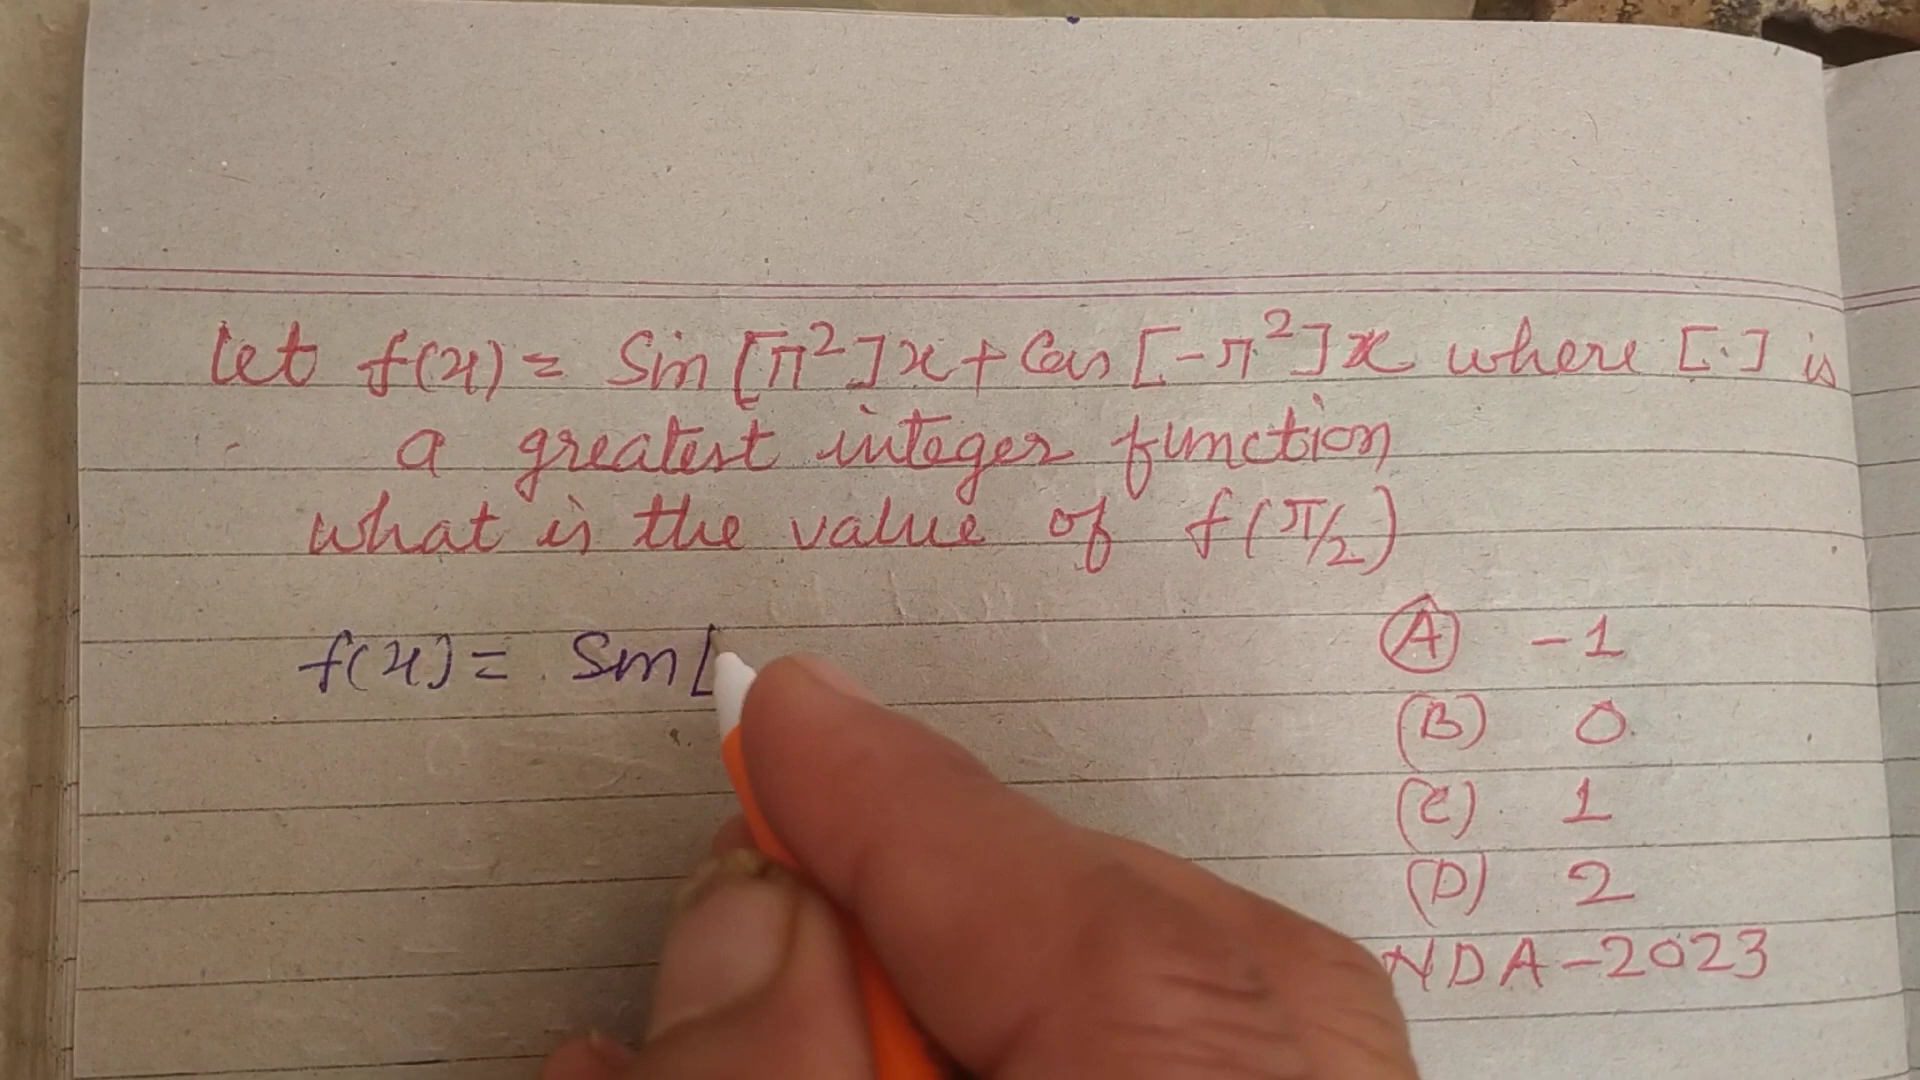 Let f(x) = Sin [π²]x + Cos [-π²]x where [.] is
a greatest integer function
what is the value of f(π/2)
f(x) = Sin [
(A) -1
(B) 0
(C) 1
(D) 2
NDA-2023